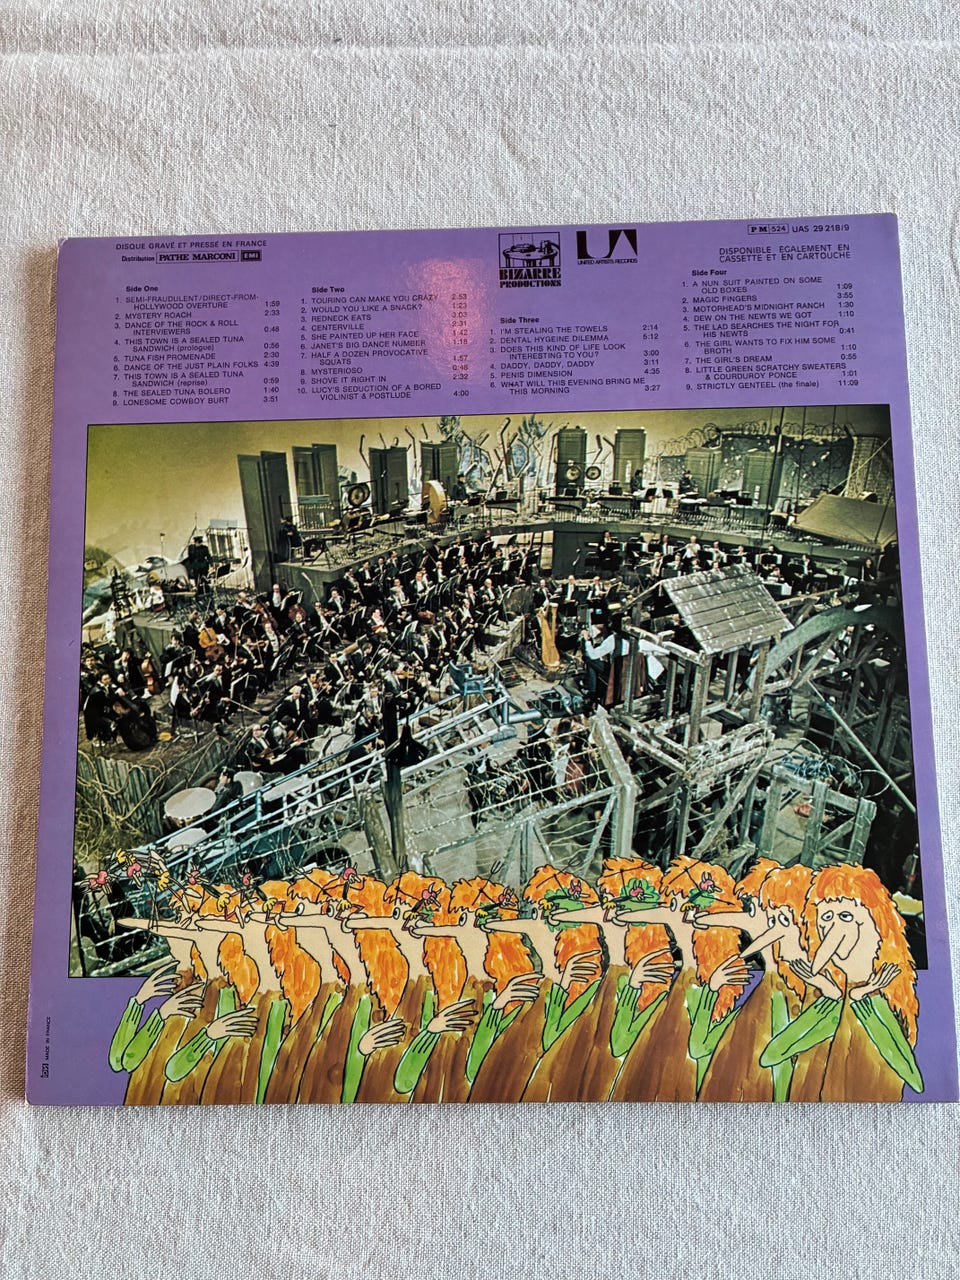 DISQUE GRAVÉ ET PRESSÉ EN FRANCE
Distribution PATHE MARCONI EMI
BIZARRE
PRODUCTIONS
UA
UNITED ARTISTS RECORDS
PM 524 UAS 29 218/9
DISPONIBLE ÉGALEMENT EN
CASSETTE ET EN CARTOUCHE
Side One
1. SEMI-FRAUDULENT/DIRECT-FROM-
HOLLYWOOD OVERTURE 1:59
2. MYSTERY ROACH 2:33
3. DANCE OF THE ROCK & ROLL
INTERVIEWERS 0:48
4. THIS TOWN IS A SEALED TUNA
SANDWICH (prologue) 0:56
5. TUNA FISH PROMENADE 2:30
6. DANCE OF THE JUST PLAIN FOLKS 4:39
7. THIS TOWN IS A SEALED TUNA
SANDWICH (reprise) 0:59
8. THE SEALED TUNA BOLERO 1:40
9. LONESOME COWBOY BURT 3:51
Side Two
1. TOURING CAN MAKE YOU CRAZY 2:53
2. WOULD YOU LIKE A SNACK? 1:23
3. REDNECK EATS 3:03
4. CENTERVILLE 2:31
5. SHE PAINTED UP HER FACE 1:42
6. JANET'S BIG DANCE NUMBER 1:18
7. HALF A DOZEN PROVOCATIVE
SQUATS 1:57
8. MYSTERIOSO 0:48
9. SHOVE IT RIGHT IN 2:32
10. LUCY'S SEDUCTION OF A BORED
VIOLINIST & POSTLUDE 4:00
Side Three
1. I'M STEALING THE TOWELS 2:14
2. DENTAL HYGEINE DILEMMA 5:12
3. DOES THIS KIND OF LIFE LOOK
INTERESTING TO YOU? 3:00
4. DADDY, DADDY, DADDY 3:11
5. PENIS DIMENSION 4:35
6. WHAT WILL THIS EVENING BRING ME
THIS MORNING 3:27
Side Four
1. A NUN SUIT PAINTED ON SOME
OLD BOXES 1:09
2. MAGIC FINGERS 3:55
3. MOTORHEAD'S MIDNIGHT RANCH 1:30
4. DEW ON THE NEWTS WE GOT 1:10
5. THE LAD SEARCHES THE NIGHT FOR
HIS NEWTS 0:41
6. THE GIRL WANTS TO FIX HIM SOME
BROTH 1:10
7. THE GIRL'S DREAM 0:55
8. LITTLE GREEN SCRATCHY SWEATERS
& COURDUROY PONCE 1:01
9. STRICTLY GENTEEL (the finale) 11:09
MADE IN FRANCE